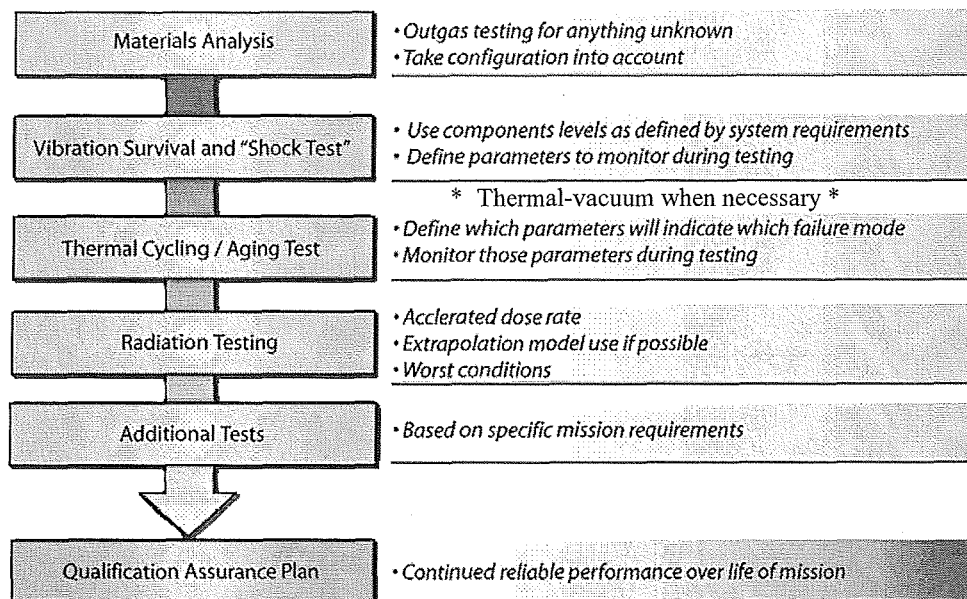 Materials Analysis
• Outgas testing for anything unknown
• Take configuration into account
Vibration Survival and "Shock Test"
• Use components levels as defined by system requirements
• Define parameters to monitor during testing
* Thermal-vacuum when necessary *
Thermal Cycling / Aging Test
• Define which parameters will indicate which failure mode
• Monitor those parameters during testing
Radiation Testing
• Acclerated dose rate
• Extrapolation model use if possible
• Worst conditions
Additional Tests
• Based on specific mission requirements
Qualification Assurance Plan
• Continued reliable performance over life of mission